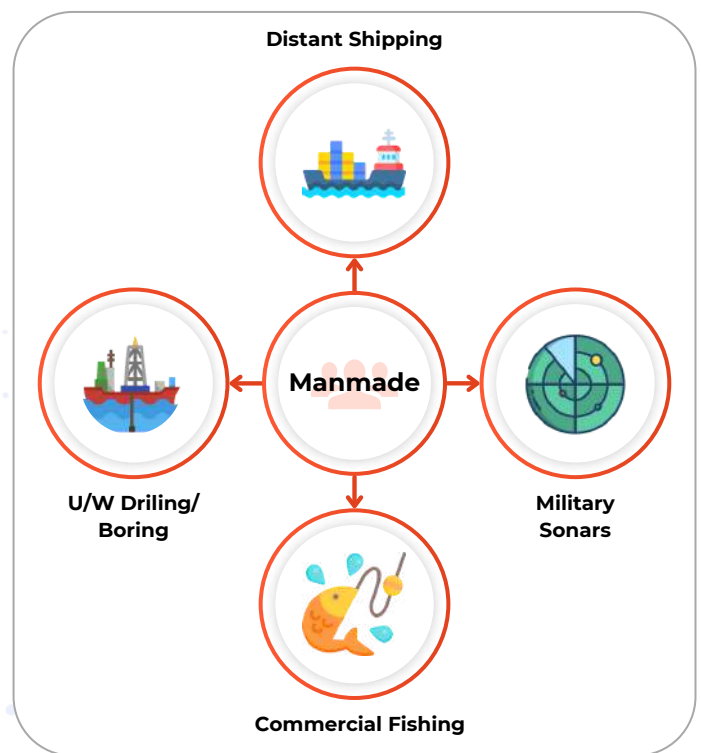 Distant Shipping
Manmade
U/W Driling/
Boring
Military
Sonars
Commercial Fishing